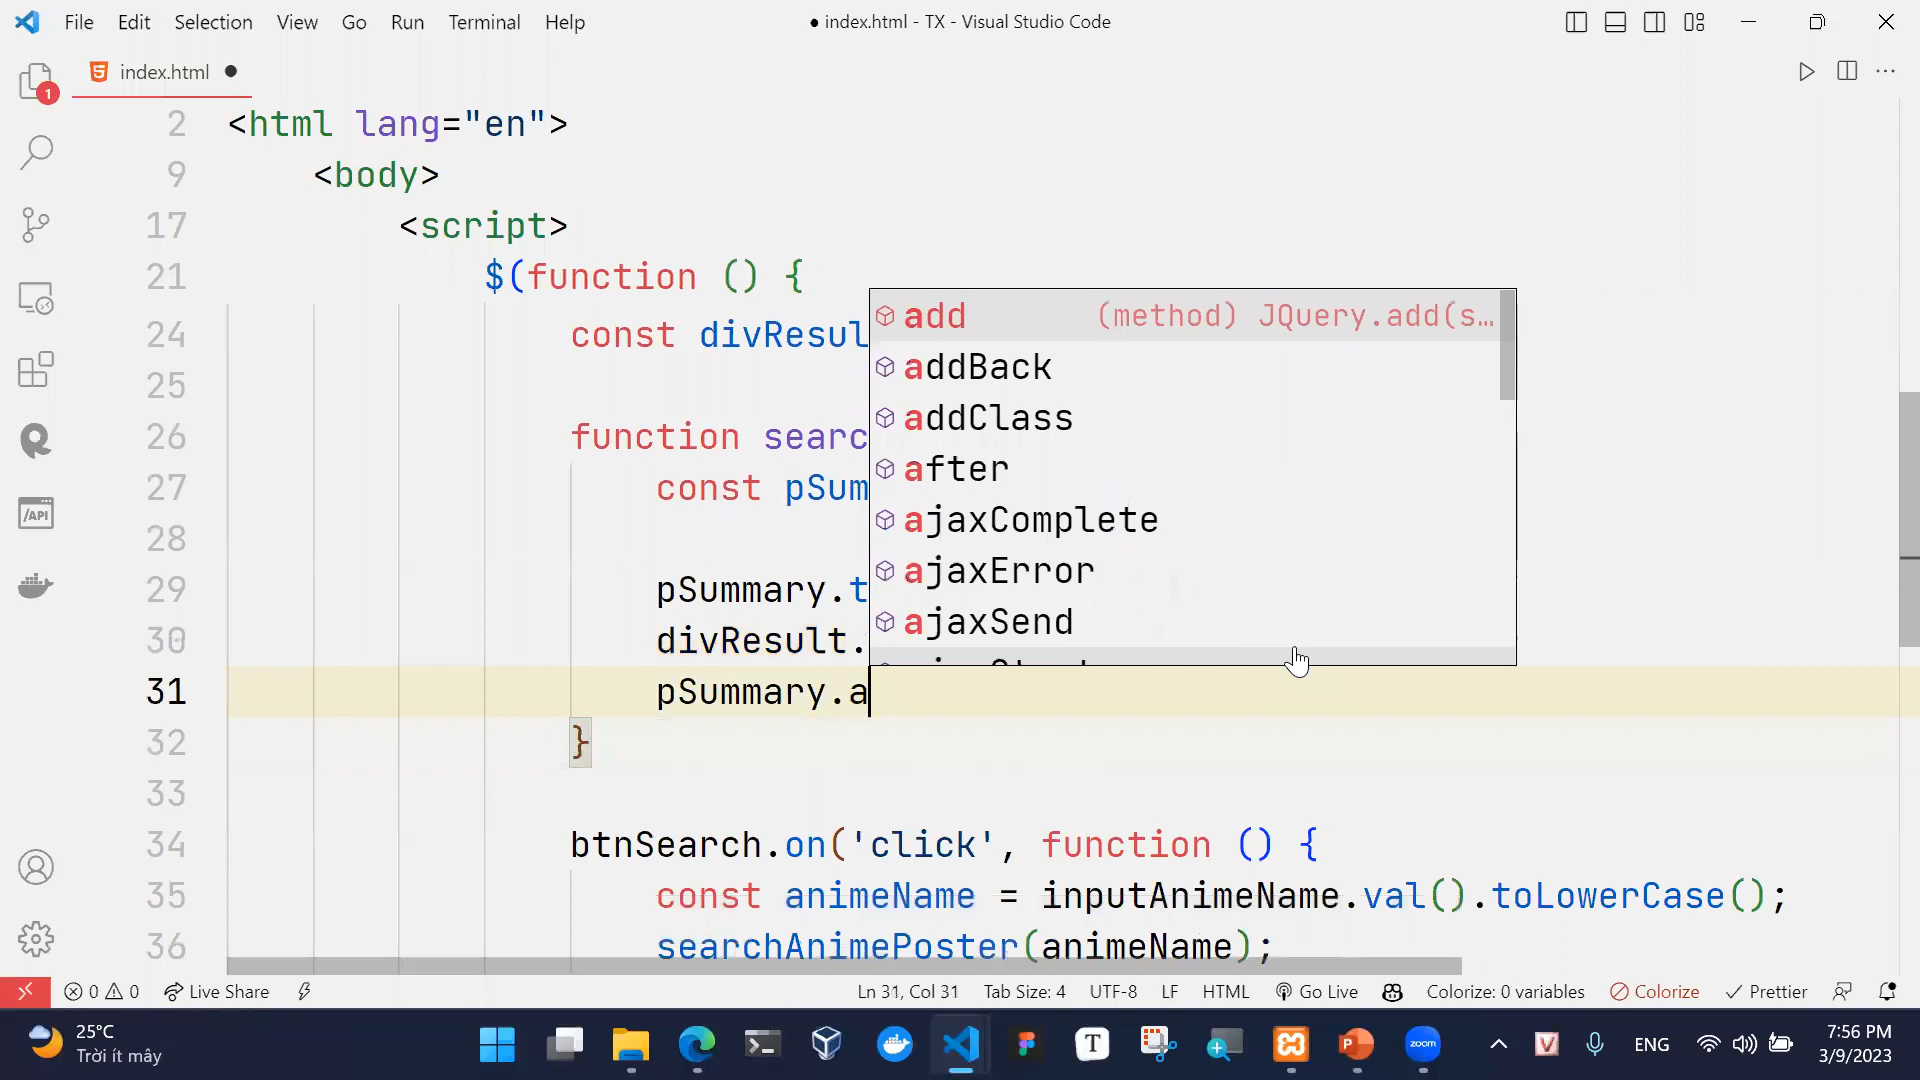 File Edit Selection View Go Run Terminal Help
● index.html - TX - Visual Studio Code
index.html ●
1
2 <html lang="en">
9 <body>
17 <script>
21 $(function () {
24 const divResul
25
26 function searc
27 const pSum
28
29 pSummary.t
30 divResult.
31 pSummary.a
32 }
33
34 btnSearch.on('click', function () {
35 const animeName = inputAnimeName.val().toLowerCase();
36 searchAnimePoster(animeName);
add (method) JQuery.add(s…
addBack
addClass
after
ajaxComplete
ajaxError
ajaxSend
/API
0 0 Live Share
Ln 31, Col 31 Tab Size: 4 UTF-8 LF HTML Go Live Colorize: 0 variables Colorize Prettier
25°C
Trời ít mây
T
zoom
V
ENG
7:56 PM
3/9/2023